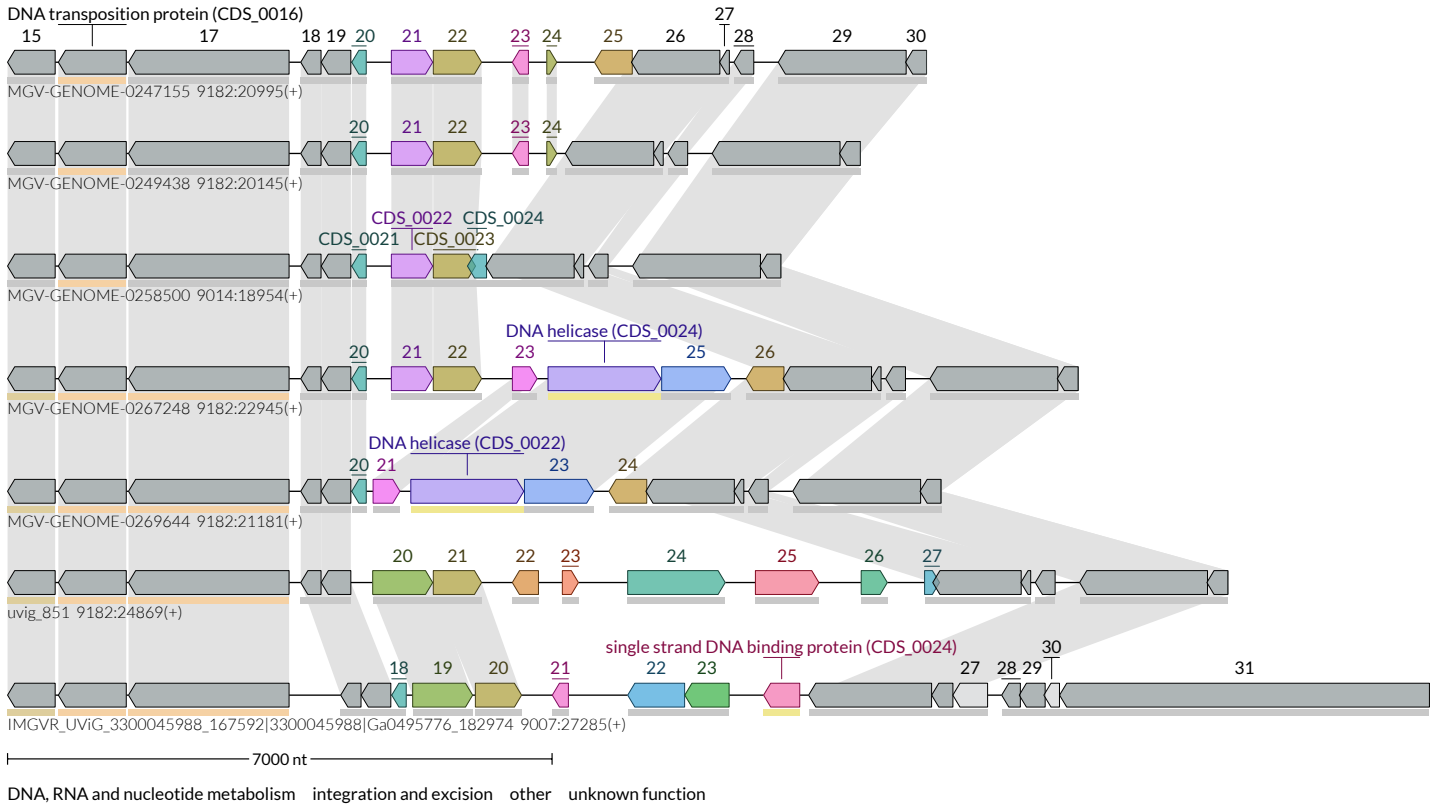 DNA transposition protein (CDS_0016) 27
15 17 18 19 20 21 22 23 24 25 26 28 29 30
MGV-GENOME-0247155 9182:20995(+)
20 21 22 23 24
MGV-GENOME-0249438 9182:20145(+)
CDS_0022 CDS_0024
CDS_0021 CDS_0023
MGV-GENOME-0258500 9014:18954(+)
DNA helicase (CDS_0024)
20 21 22 23 25 26
MGV-GENOME-0267248 9182:22945(+)
DNA helicase (CDS_0022)
20 21 23 24
MGV-GENOME-0269644 9182:21181(+)
20 21 22 23 24 25 26 27
uvig_851 9182:24869(+)
single strand DNA binding protein (CDS_0024) 30
18 19 20 21 22 23 27 28 29 31
IMGVR_UViG_3300045988_167592|3300045988|Ga0495776_182974 9007:27285(+)
7000 nt
DNA, RNA and nucleotide metabolism integration and excision other unknown function